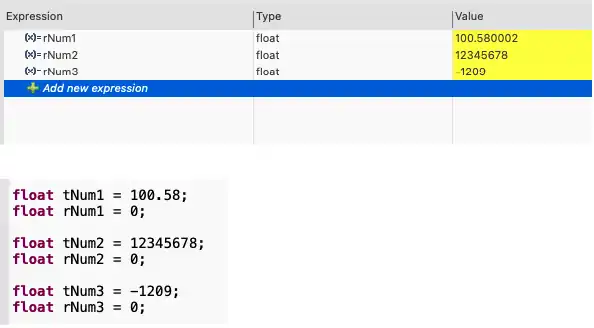 Expression Type Value
(x)= rNum1 float 100.580002
(x)= rNum2 float 12345678
(x)= rNum3 float -1209
Add new expression
float tNum1 = 100.58;
float rNum1 = 0;
float tNum2 = 12345678;
float rNum2 = 0;
float tNum3 = -1209;
float rNum3 = 0;